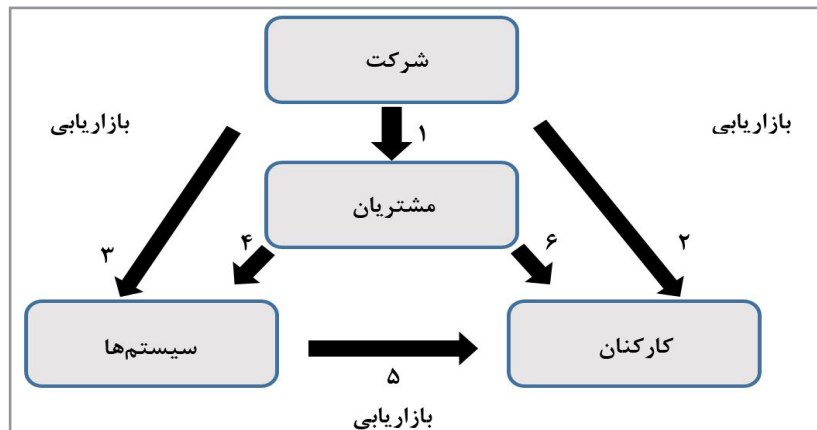 شرکت
بازاریابی
بازاریابی
۱
مشتریان
۶
۴
۲
۳
کارکنان
سیستم‌ها
۵
بازاریابی